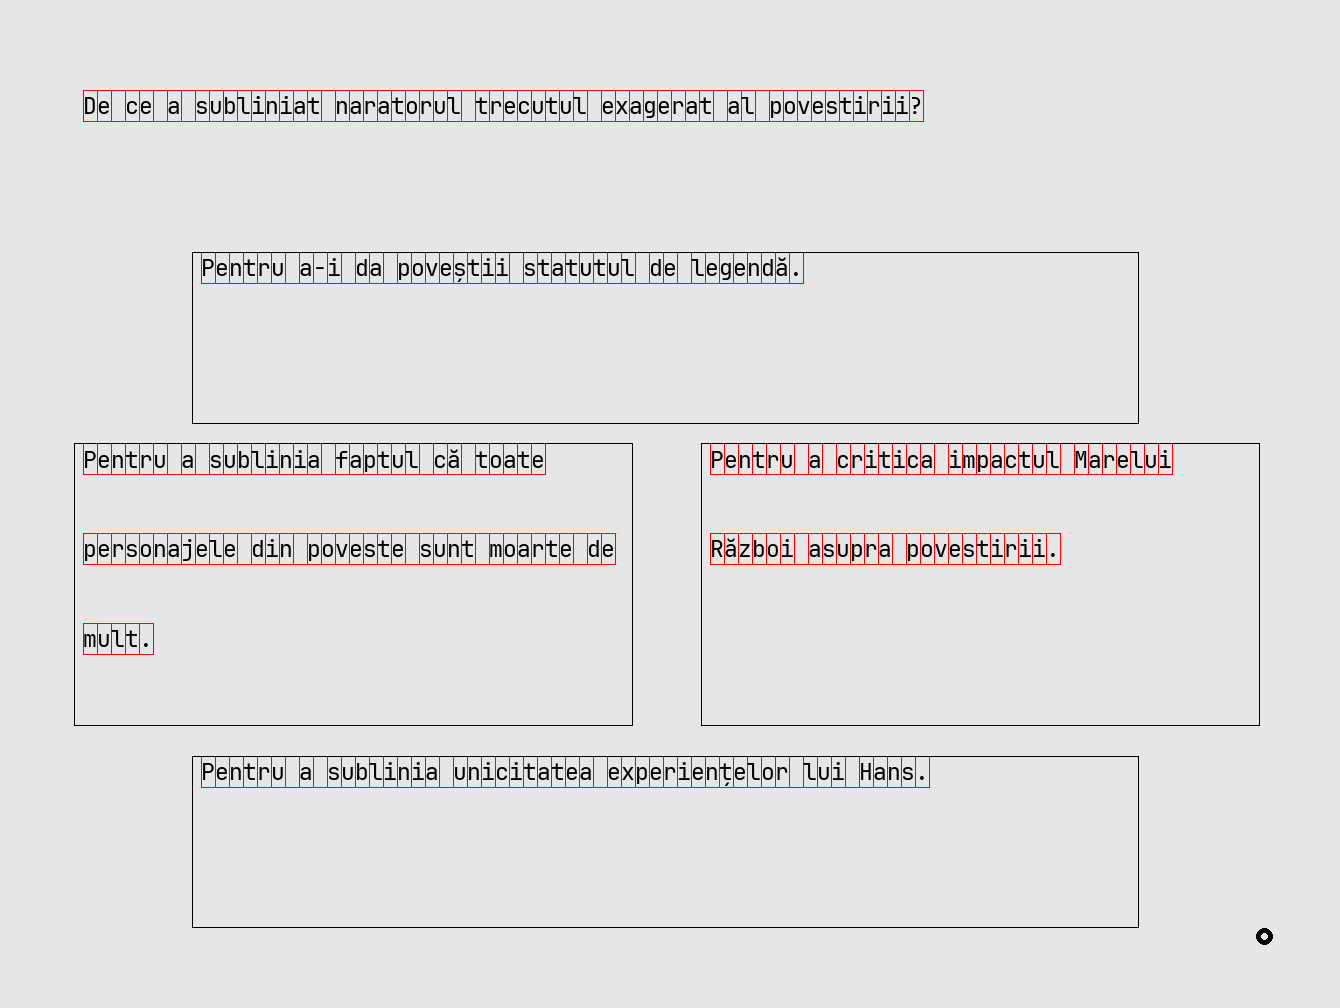 De ce a subliniat naratorul trecutul exagerat al povestirii?
Pentru a-i da poveștii statutul de legendă.
Pentru a sublinia faptul că toate
personajele din poveste sunt moarte de
mult.
Pentru a critica impactul Marelui
Război asupra povestirii.
Pentru a sublinia unicitatea experiențelor lui Hans.